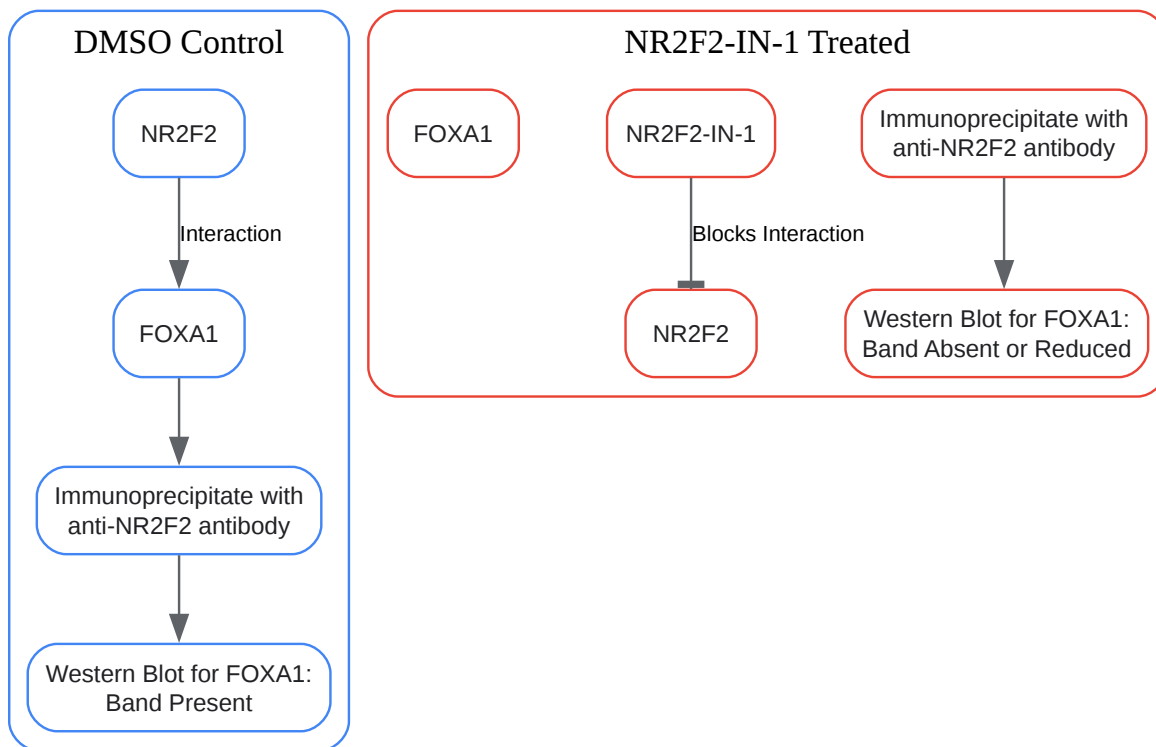 DMSO Control
NR2F2
Interaction
FOXA1
Immunoprecipitate with
anti-NR2F2 antibody
Western Blot for FOXA1:
Band Present
NR2F2-IN-1 Treated
FOXA1
NR2F2-IN-1
Blocks Interaction
NR2F2
Immunoprecipitate with
anti-NR2F2 antibody
Western Blot for FOXA1:
Band Absent or Reduced